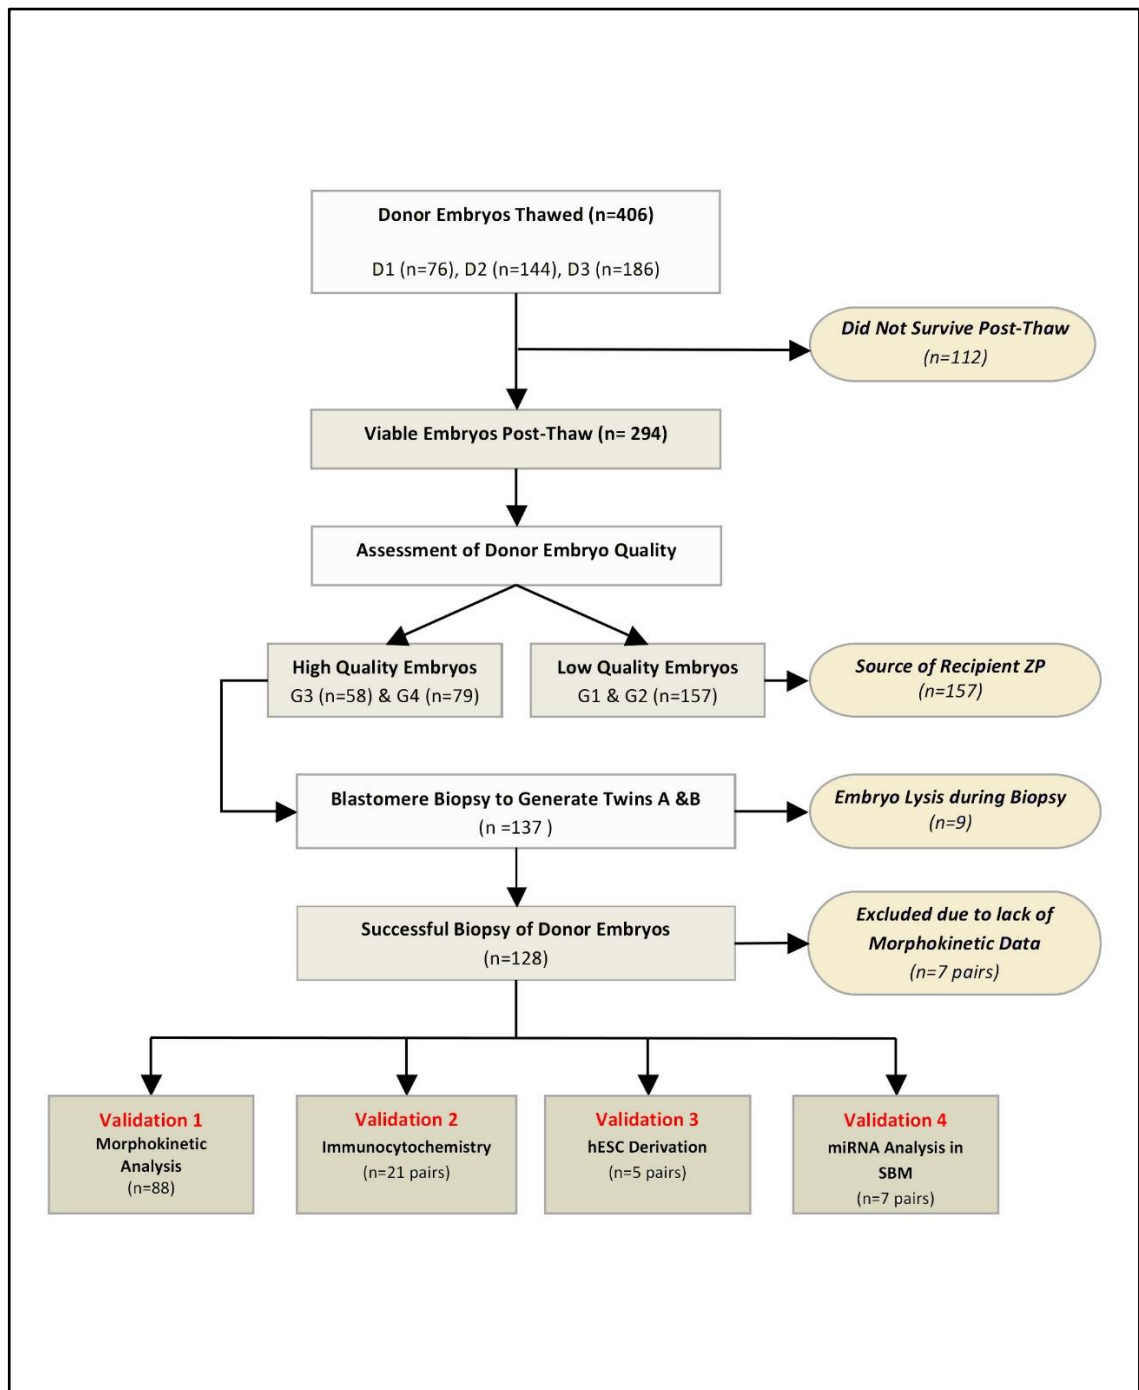 Donor Embryos Thawed (n=406)
D1 (n=76), D2 (n=144), D3 (n=186)
Did Not Survive Post-Thaw
(n=112)
Viable Embryos Post-Thaw (n= 294)
Assessment of Donor Embryo Quality
High Quality Embryos
G3 (n=58) & G4 (n=79)
Low Quality Embryos
G1 & G2 (n=157)
Source of Recipient ZP
(n=157)
Blastomere Biopsy to Generate Twins A &B
(n =137 )
Embryo Lysis during Biopsy
(n=9)
Successful Biopsy of Donor Embryos
(n=128)
Excluded due to lack of
Morphokinetic Data
(n=7 pairs)
Validation 1
Morphokinetic
Analysis
(n=88)
Validation 2
Immunocytochemistry
(n=21 pairs)
Validation 3
hESC Derivation
(n=5 pairs)
Validation 4
miRNA Analysis in
SBM
(n=7 pairs)